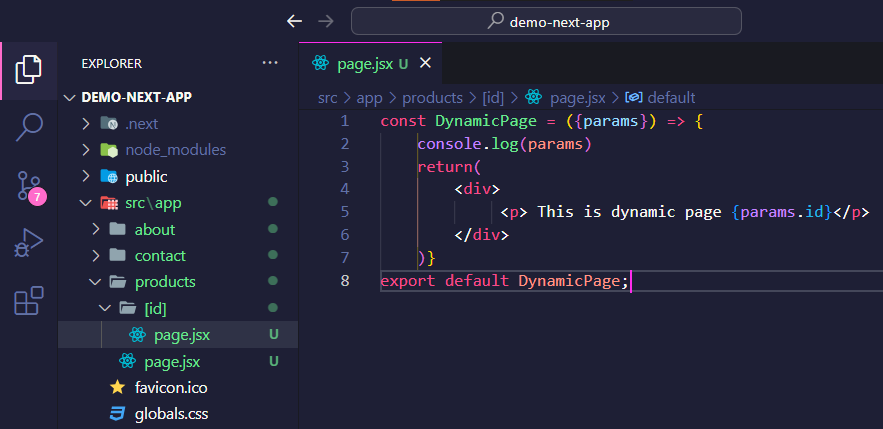 demo-next-app
EXPLORER
DEMO-NEXT-APP
.next
node_modules
public
src\app
about
contact
products
[id]
page.jsx U
page.jsx U
favicon.ico
globals.css
7
page.jsx U
src > app > products > [id] > page.jsx > default
1 const DynamicPage = ({params}) => {
2 console.log(params)
3 return(
4 <div>
5 <p> This is dynamic page {params.id}</p>
6 </div>
7 )}
8 export default DynamicPage;